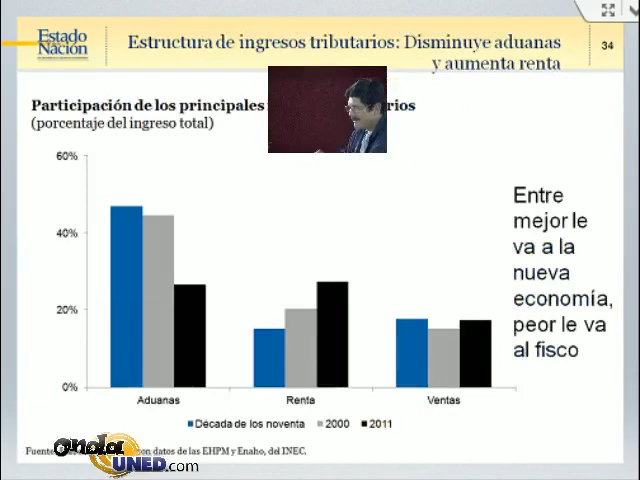 Estado
Nación
Estructura de ingresos tributarios: Disminuye aduanas
y aumenta renta
34
Participación de los principales
(porcentaje del ingreso total)
60%
40%
20%
0%
Aduanas
Renta
Ventas
Década de los noventa
2000
2011
Entre
mejor le
va a la
nueva
economía,
peor le va
al fisco
Fuente
con datos de las EHPM y Enaho, del INEC.
onda
UNED.com